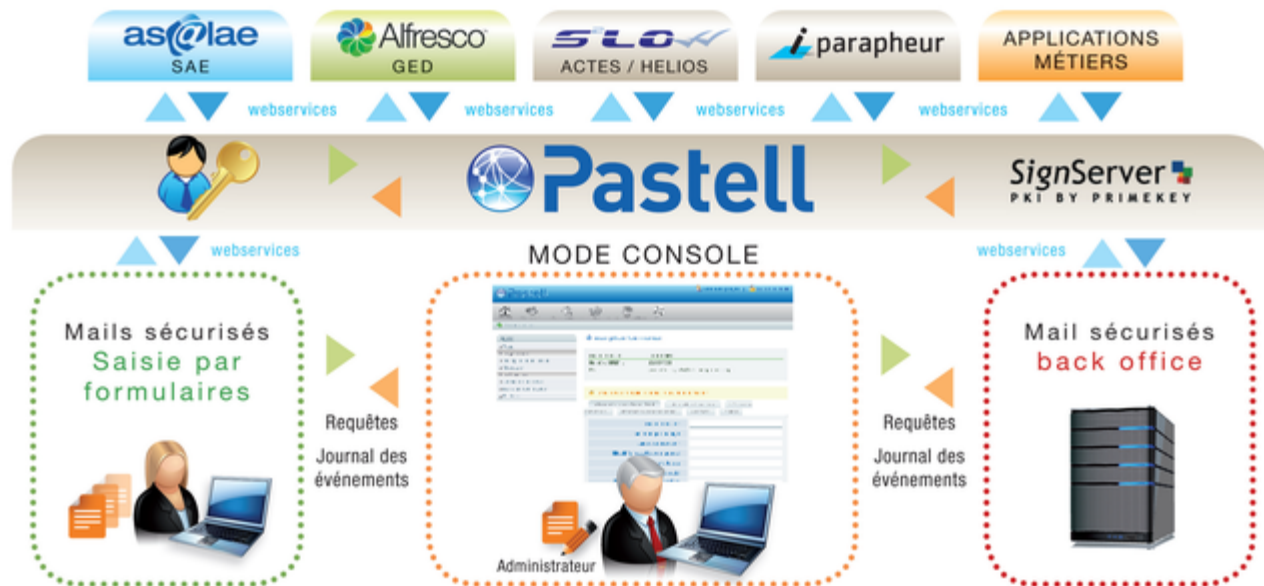 as@lae
SAE
Alfresco
GED
S²LOW
ACTES / HELIOS
i parapheur
APPLICATIONS
MÉTIERS
webservices
webservices
webservices
webservices
Pastell
SignServer
PKI BY PRIMEKEY
webservices
MODE CONSOLE
webservices
Mails sécurisés
Saisie par
formulaires
Requêtes
Journal des
événements
Administrateur
Requêtes
Journal des
événements
Mail sécurisés
back office